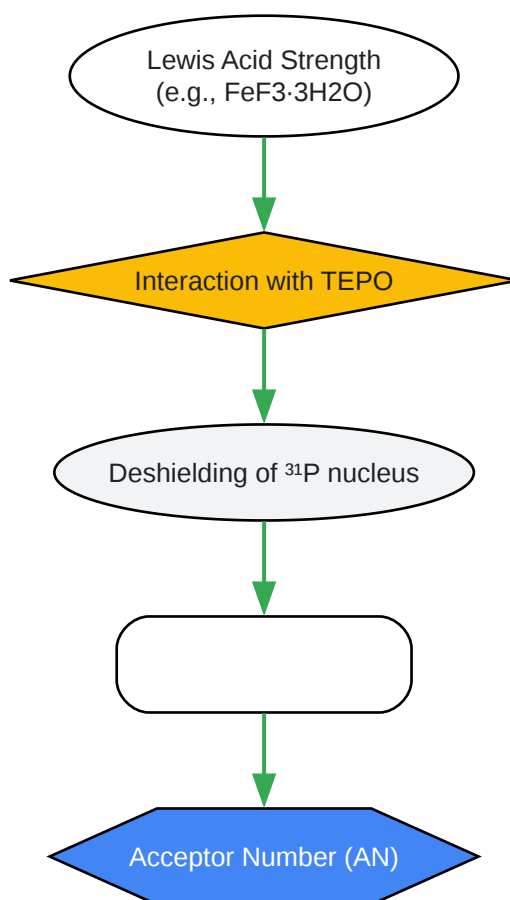 Lewis Acid Strength
(e.g., FeF3·3H2O)
Interaction with TEPO
Deshielding of ³¹P nucleus
Acceptor Number (AN)